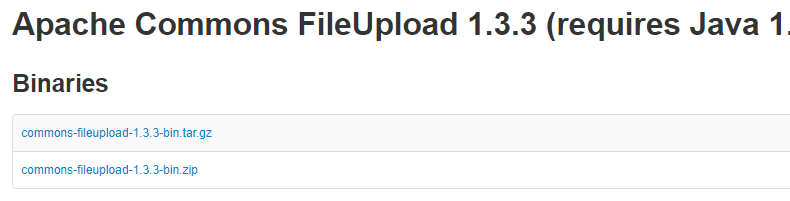 Apache Commons FileUpload 1.3.3 (requires Java 1.
Binaries
commons-fileupload-1.3.3-bin.tar.gz
commons-fileupload-1.3.3-bin.zip